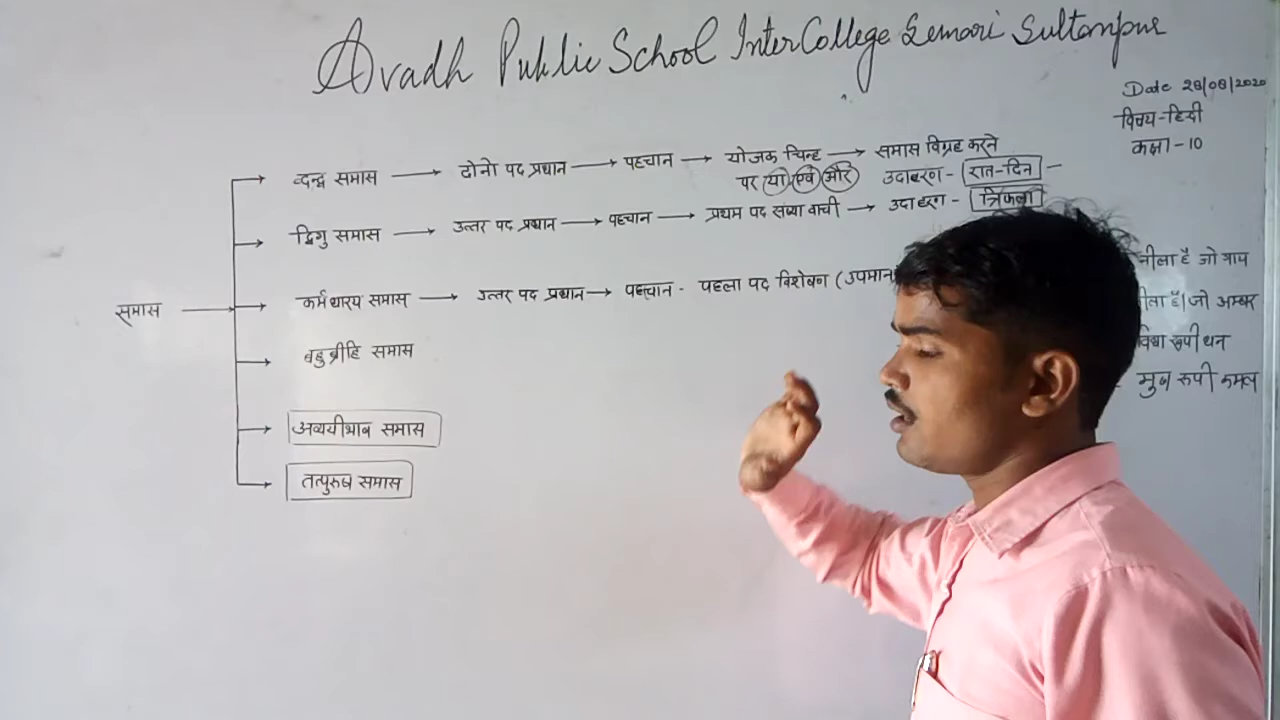 Avadh Public School Inter College Semari Sultanpur
Date 28/08/2020
विषय-हिन्दी
कक्षा-10
समास
द्वन्द्व समास → दोनो पद प्रधान → पहचान → योजक चिन्ह → समास विग्रह करने
पर या एवं और उदाहरण - रात-दिन -
द्विगु समास → उत्तर पद प्रधान → पहचान → प्रथम पद संख्या वाची → उदाहरण - त्रिफला
कर्मधारय समास → उत्तर पद प्रधान → पहचान - पहला पद विशेषण (उपमान
नीला है जो गाय
ला है। जो अम्बर
विद्या रूपी धन
मुख रूपी कमल
बहुब्रीहि समास
अव्ययीभाव समास
तत्पुरुष समास